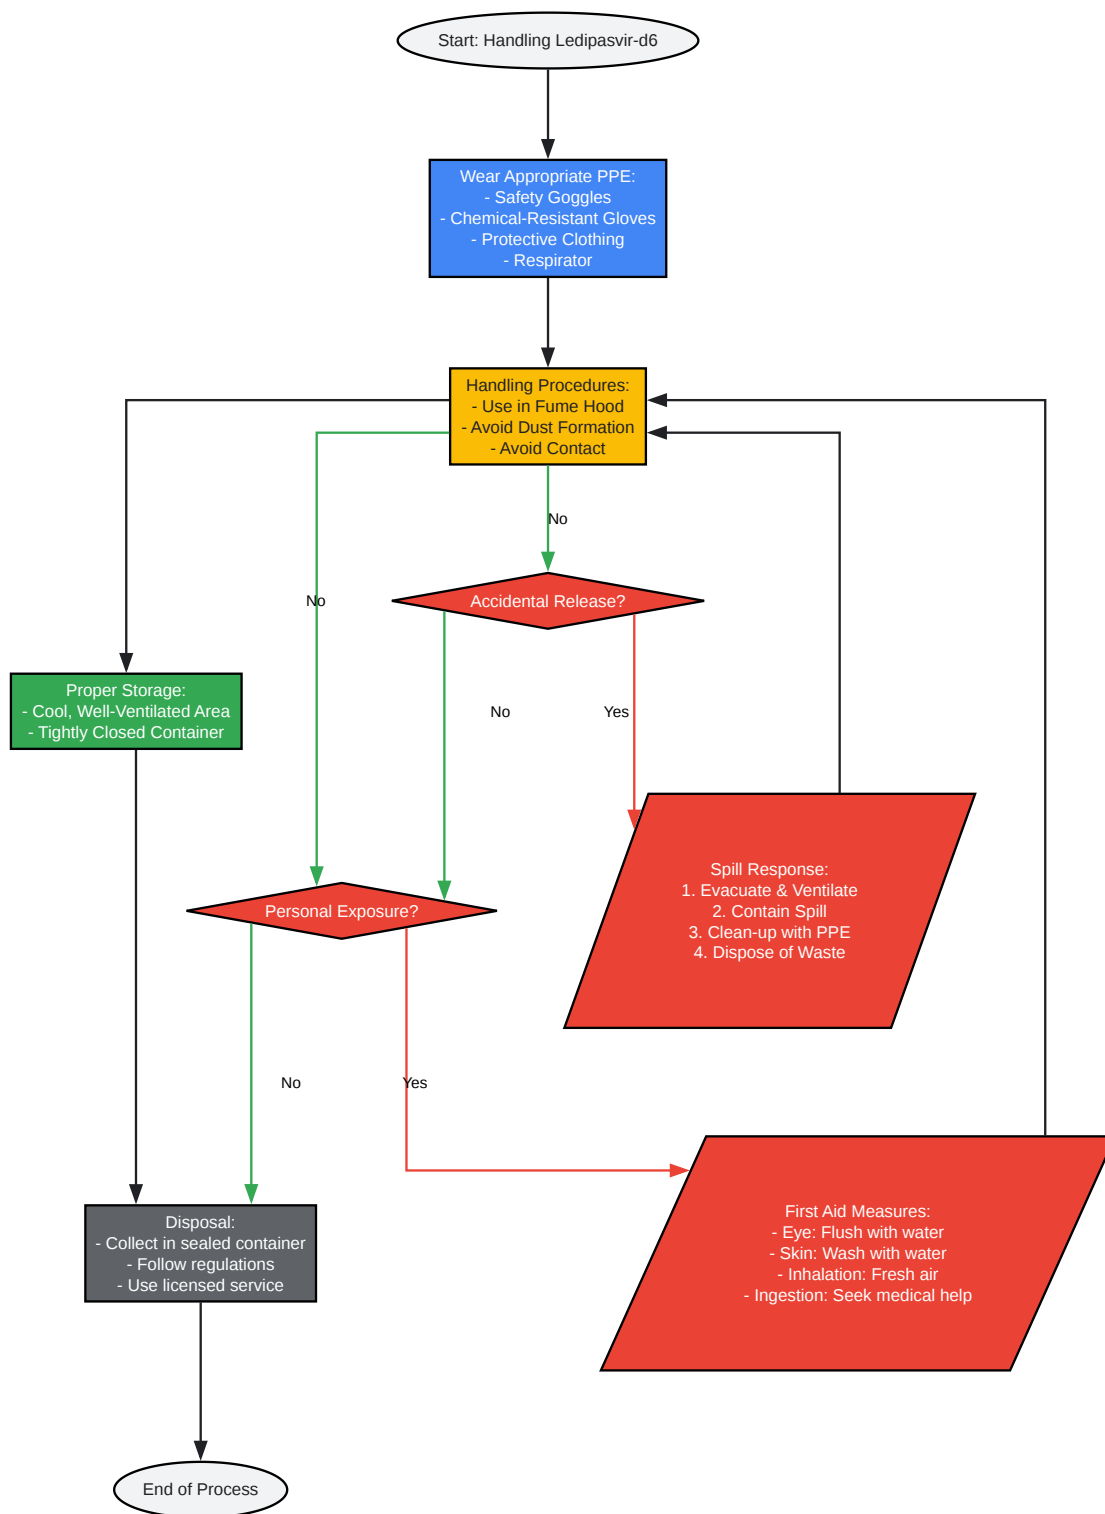 Start: Handling Ledipasvir-d6
Wear Appropriate PPE:
- Safety Goggles
- Chemical-Resistant Gloves
- Protective Clothing
- Respirator
Handling Procedures:
- Use in Fume Hood
- Avoid Dust Formation
- Avoid Contact
No
No
Accidental Release?
Proper Storage:
- Cool, Well-Ventilated Area
- Tightly Closed Container
No
Yes
Spill Response:
1. Evacuate & Ventilate
2. Contain Spill
3. Clean-up with PPE
4. Dispose of Waste
Personal Exposure?
No
Yes
First Aid Measures:
- Eye: Flush with water
- Skin: Wash with water
- Inhalation: Fresh air
- Ingestion: Seek medical help
Disposal:
- Collect in sealed container
- Follow regulations
- Use licensed service
End of Process